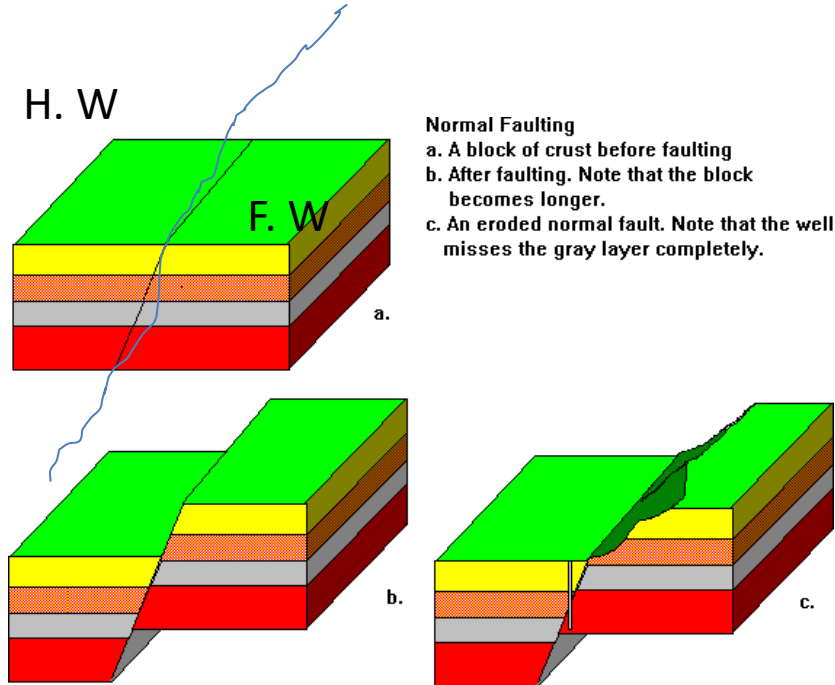 H. W
F. W
a.
Normal Faulting
a. A block of crust before faulting
b. After faulting. Note that the block
becomes longer.
c. An eroded normal fault. Note that the well
misses the gray layer completely.
b.
c.